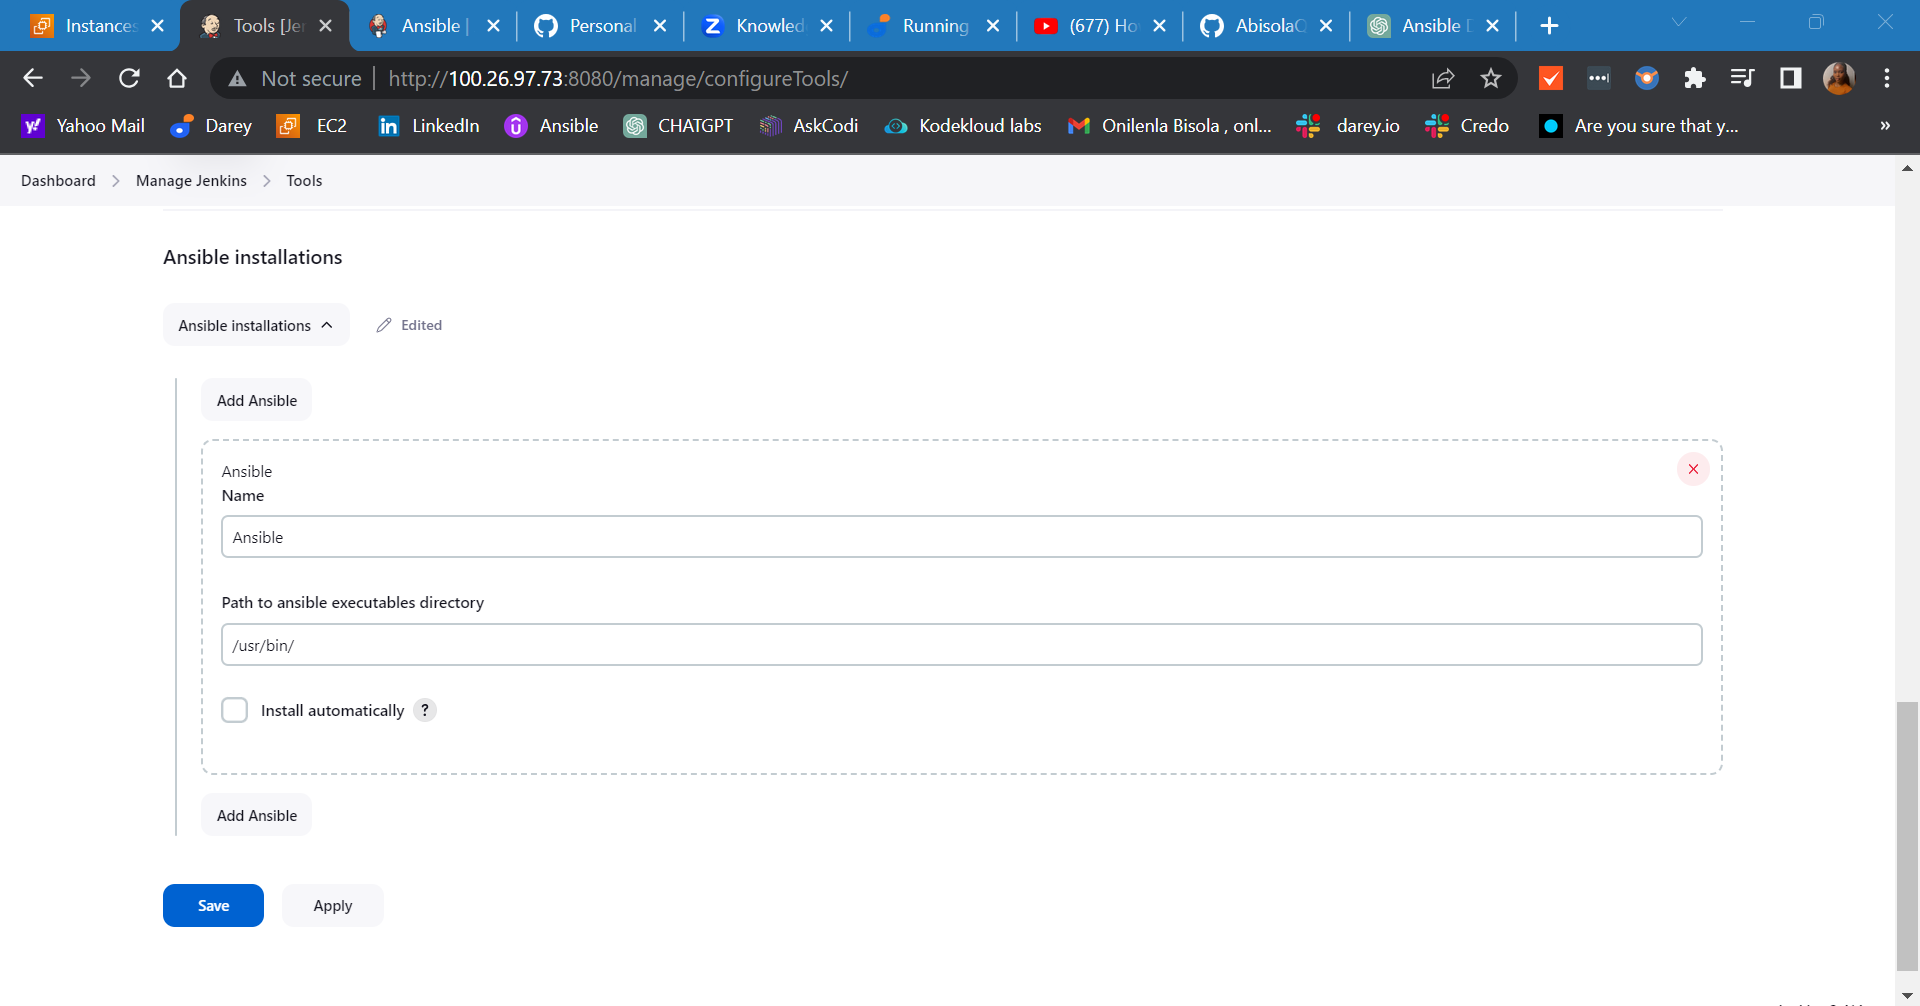 Instances
Tools [Jen
Ansible |
Personal
Knowled
Running
(677) Ho
AbisolaO
Ansible D
Not secure
http://100.26.97.73:8080/manage/configureTools/
Yahoo Mail
Darey
EC2
LinkedIn
Ansible
CHATGPT
AskCodi
Kodekloud labs
Onilenla Bisola , onl...
darey.io
Credo
Are you sure that y...
»
Dashboard > Manage Jenkins > Tools
Ansible installations
Ansible installations
Edited
Add Ansible
Ansible
Name
Ansible
Path to ansible executables directory
/usr/bin/
Install automatically ?
Add Ansible
Save
Apply